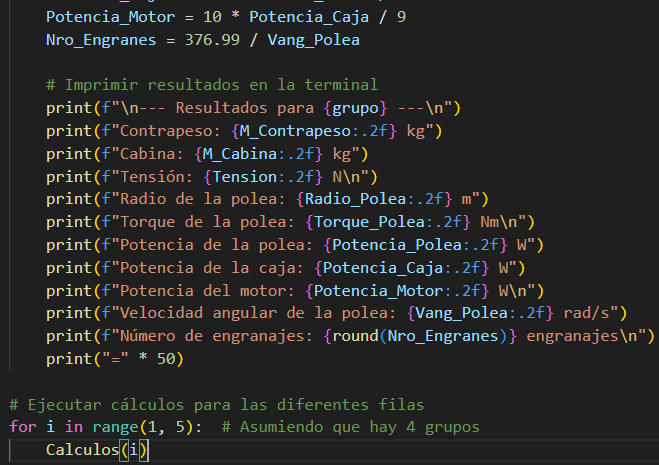 Potencia_Motor = 10 * Potencia_Caja / 9
Nro_Engranes = 376.99 / Vang_Polea
# Imprimir resultados en la terminal
print(f"\n--- Resultados para {grupo} ---\n")
print(f"Contrapeso: {M_Contrapeso:.2f} kg")
print(f"Cabina: {M_Cabina:.2f} kg")
print(f"Tensión: {Tension:.2f} N\n")
print(f"Radio de la polea: {Radio_Polea:.2f} m")
print(f"Torque de la polea: {Torque_Polea:.2f} Nm\n")
print(f"Potencia de la polea: {Potencia_Polea:.2f} W")
print(f"Potencia de la caja: {Potencia_Caja:.2f} W")
print(f"Potencia del motor: {Potencia_Motor:.2f} W\n")
print(f"Velocidad angular de la polea: {Vang_Polea:.2f} rad/s")
print(f"Número de engranajes: {round(Nro_Engranes)} engranajes\n")
print("=" * 50)
# Ejecutar cálculos para las diferentes filas
for i in range(1, 5):  # Asumiendo que hay 4 grupos
Calculos(i)